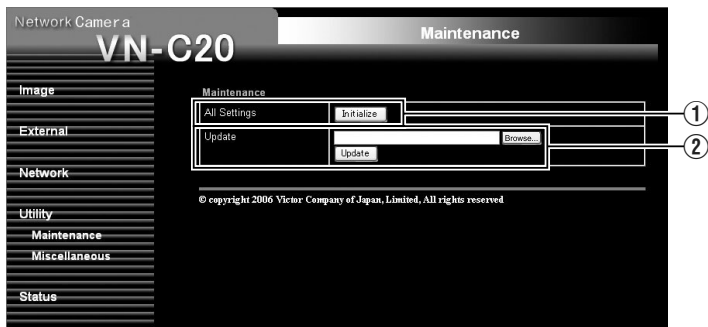 Network Camera
VN-C20
Maintenance
Image
External
Network
Utility
Maintenance
Miscellaneous
Status
Maintenance
All Settings
Initialize
①
Update
Browse...
Update
②
© copyright 2006 Victor Company of Japan, Limited, All rights reserved